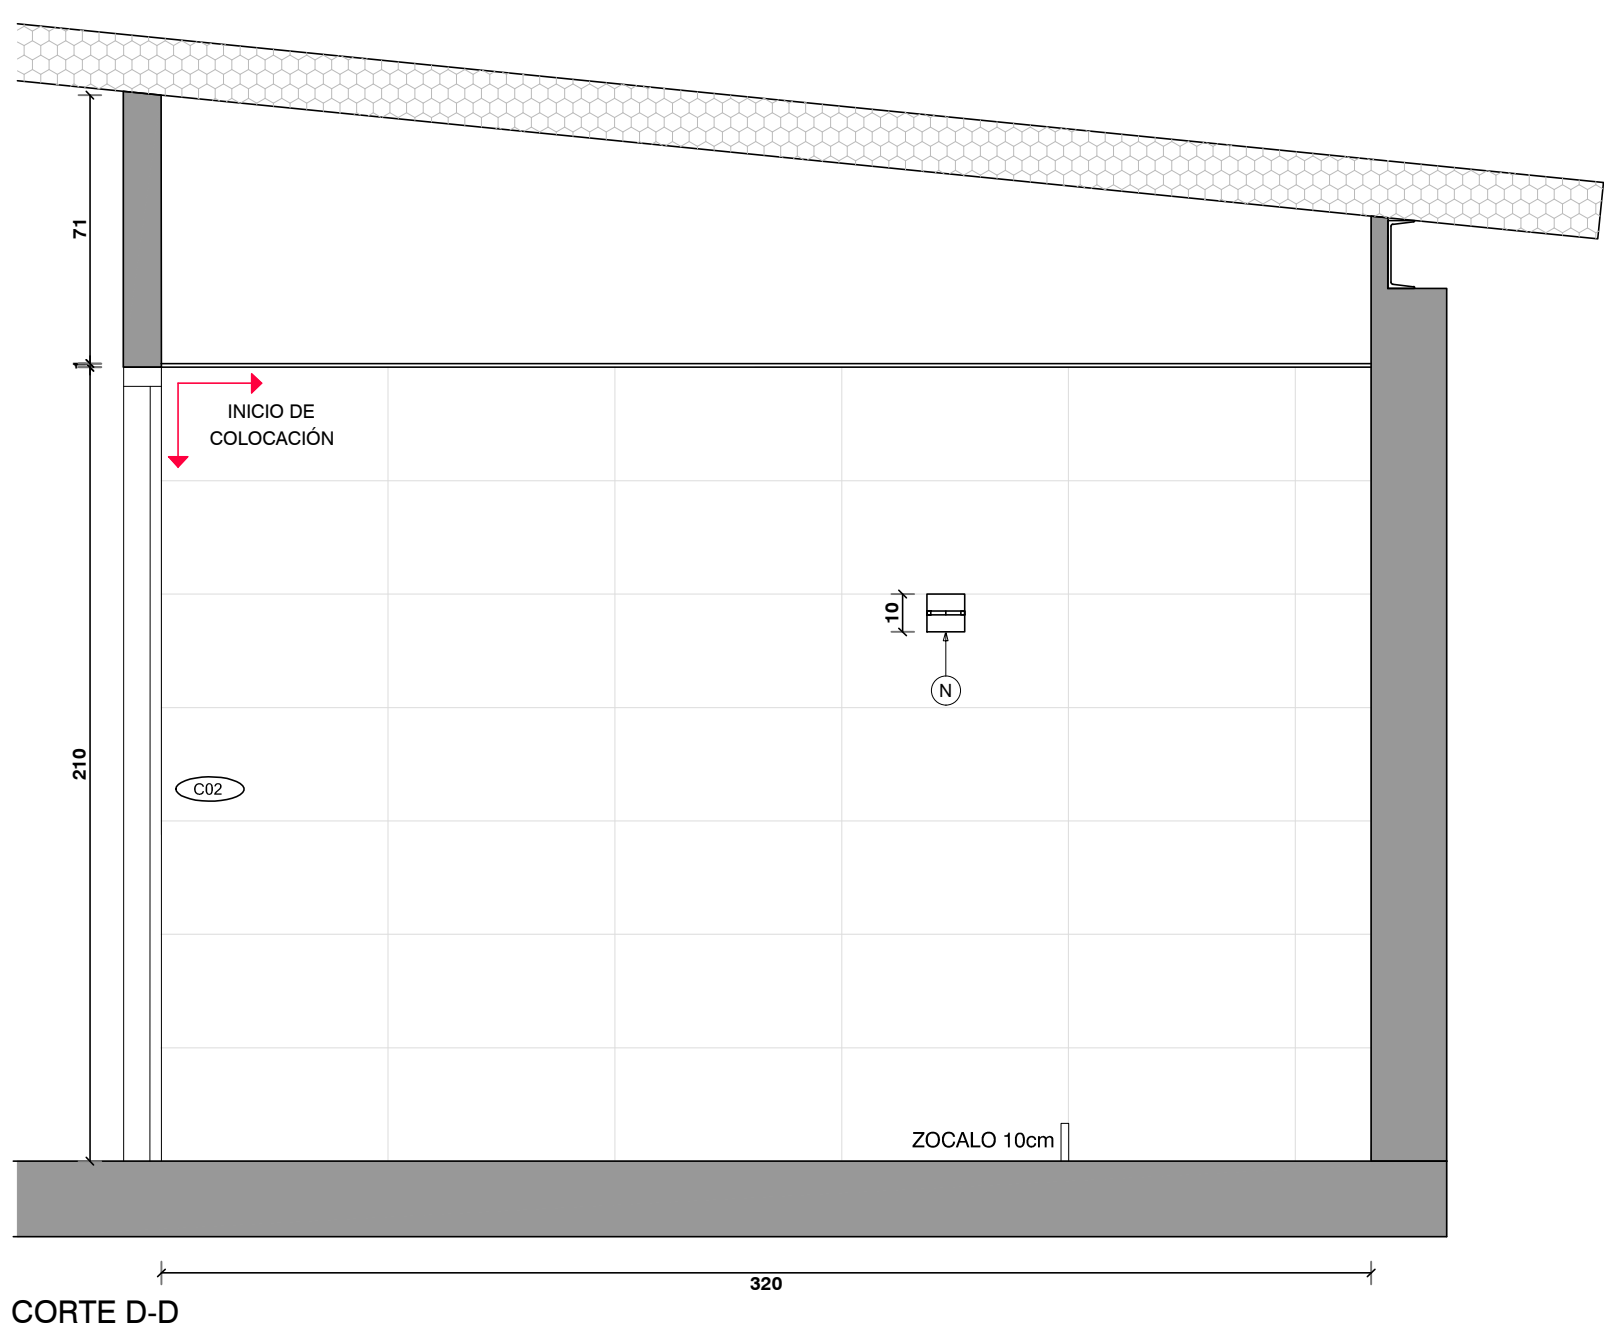 71
1
INICIO DE
COLOCACIÓN
10
N
210
C02
ZOCALO 10cm
320
CORTE D-D